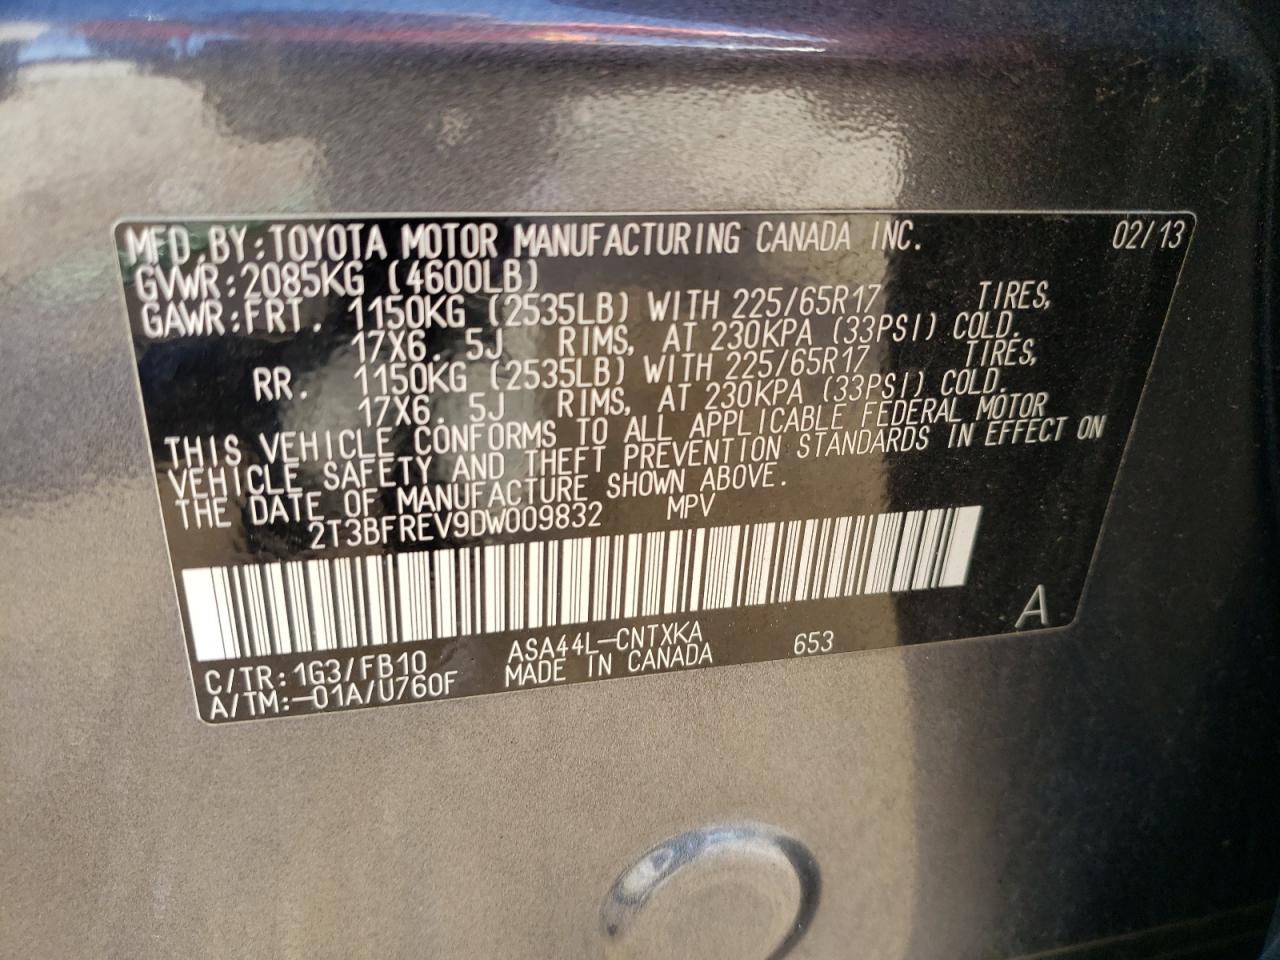 MFD.BY:TOYOTA MOTOR MANUFACTURING CANADA INC. 02/13
GVWR:2085KG (4600LB)
GAWR:FRT. 1150KG (2535LB) WITH 225/65R17 TIRES,
17X6.5J RIMS, AT 230KPA (33PSI) COLD.
RR. 1150KG (2535LB) WITH 225/65R17 TIRES,
17X6.5J RIMS, AT 230KPA (33PSI) COLD.
THIS VEHICLE CONFORMS TO ALL APPLICABLE FEDERAL MOTOR
VEHICLE SAFETY AND THEFT PREVENTION STANDARDS IN EFFECT ON
THE DATE OF MANUFACTURE SHOWN ABOVE.
2T3BFREV9DW009832 MPV
A
C/TR:1G3/FB10 ASA44L-CNTXKA 653
A/TM:-01A/U760F MADE IN CANADA